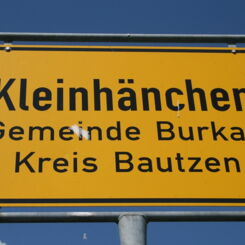 Kleinhänchen
Gemeinde Burka
Kreis Bautzen